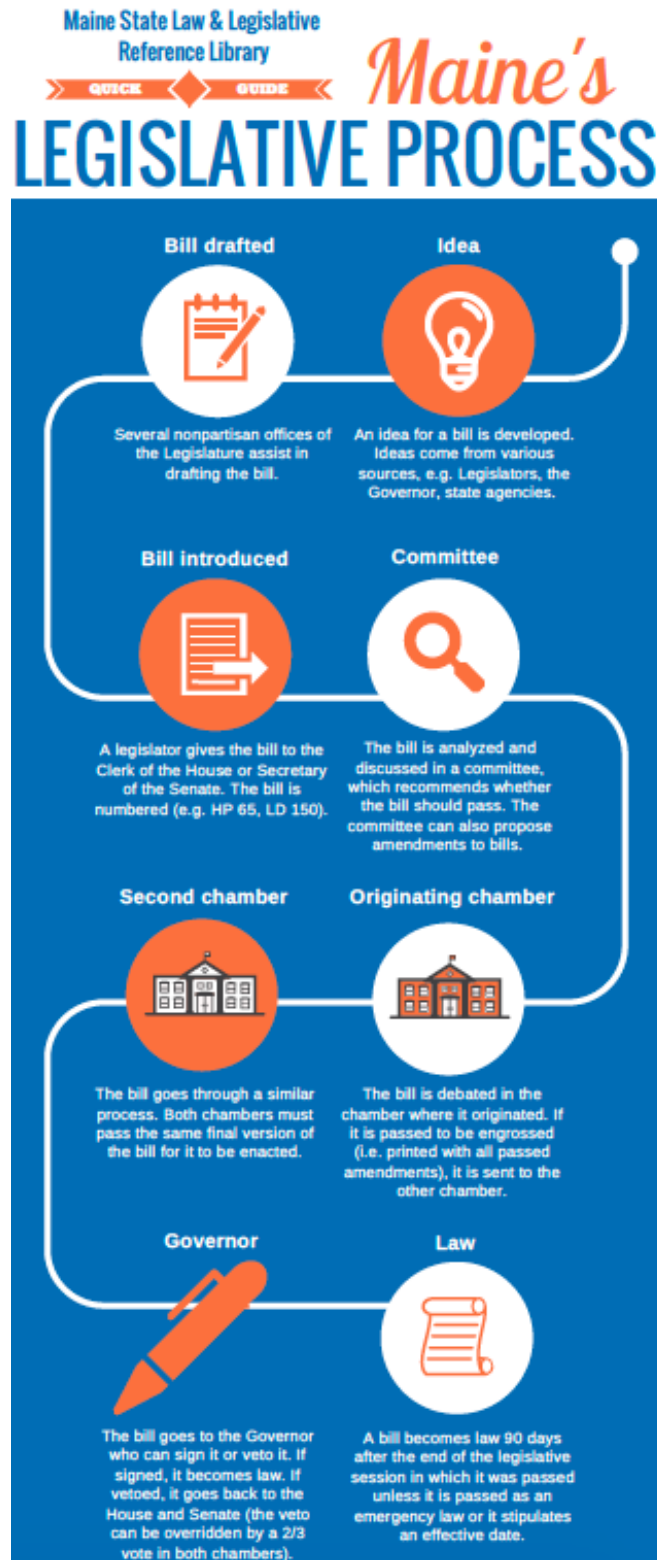 Maine State Law & Legislative
Reference Library
QUICK GUIDE
Maine's
LEGISLATIVE PROCESS
Idea
An idea for a bill is developed.
Ideas come from various
sources, e.g. Legislators, the
Governor, state agencies.
Bill drafted
Several nonpartisan offices of
the Legislature assist in
drafting the bill.
Bill introduced
A legislator gives the bill to the
Clerk of the House or Secretary
of the Senate. The bill is
numbered (e.g. HP 65, LD 150).
Committee
The bill is analyzed and
discussed in a committee,
which recommends whether
the bill should pass. The
committee can also propose
amendments to bills.
Originating chamber
The bill is debated in the
chamber where it originated. If
it is passed to be engrossed
(i.e. printed with all passed
amendments), it is sent to the
other chamber.
Second chamber
The bill goes through a similar
process. Both chambers must
pass the same final version of
the bill for it to be enacted.
Governor
The bill goes to the Governor
who can sign it or veto it. If
signed, it becomes law. If
vetoed, it goes back to the
House and Senate (the veto
can be overridden by a 2/3
vote in both chambers).
Law
A bill becomes law 90 days
after the end of the legislative
session in which it was passed
unless it is passed as an
emergency law or it stipulates
an effective date.